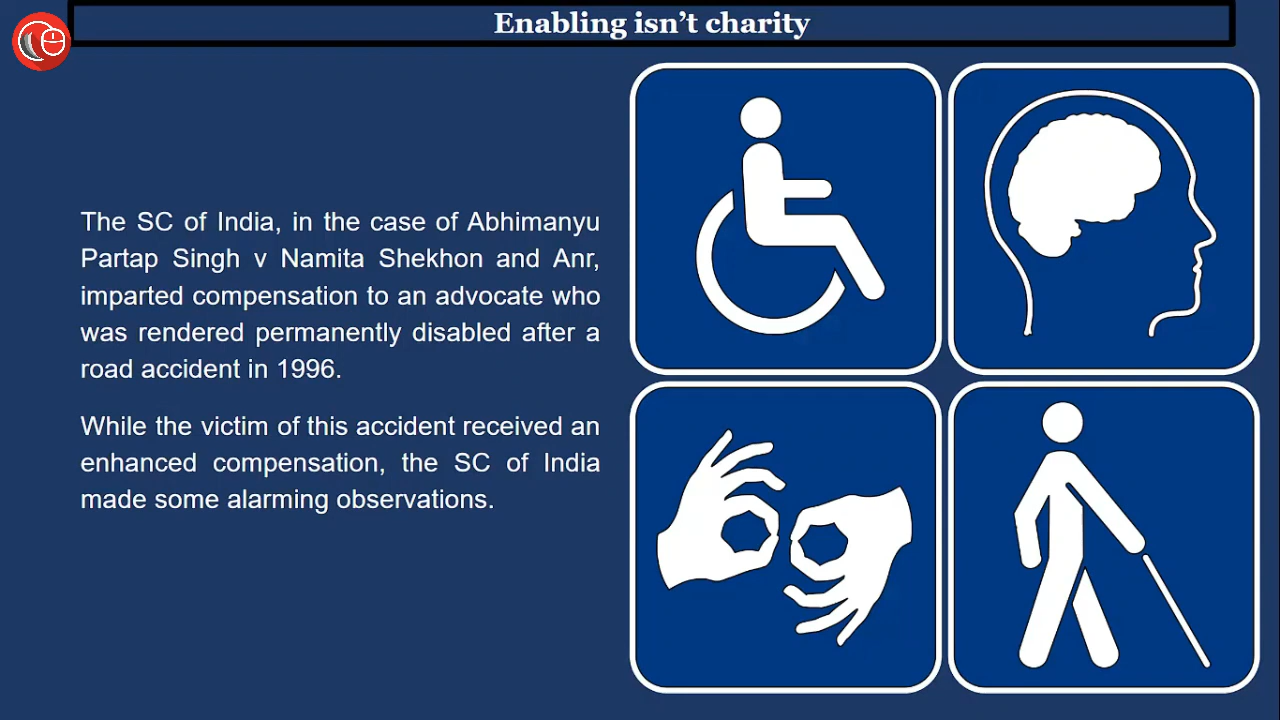 Enabling isn’t charity
The SC of India, in the case of Abhimanyu
Partap Singh v Namita Shekhon and Anr,
imparted compensation to an advocate who
was rendered permanently disabled after a
road accident in 1996.
While the victim of this accident received an
enhanced compensation, the SC of India
made some alarming observations.